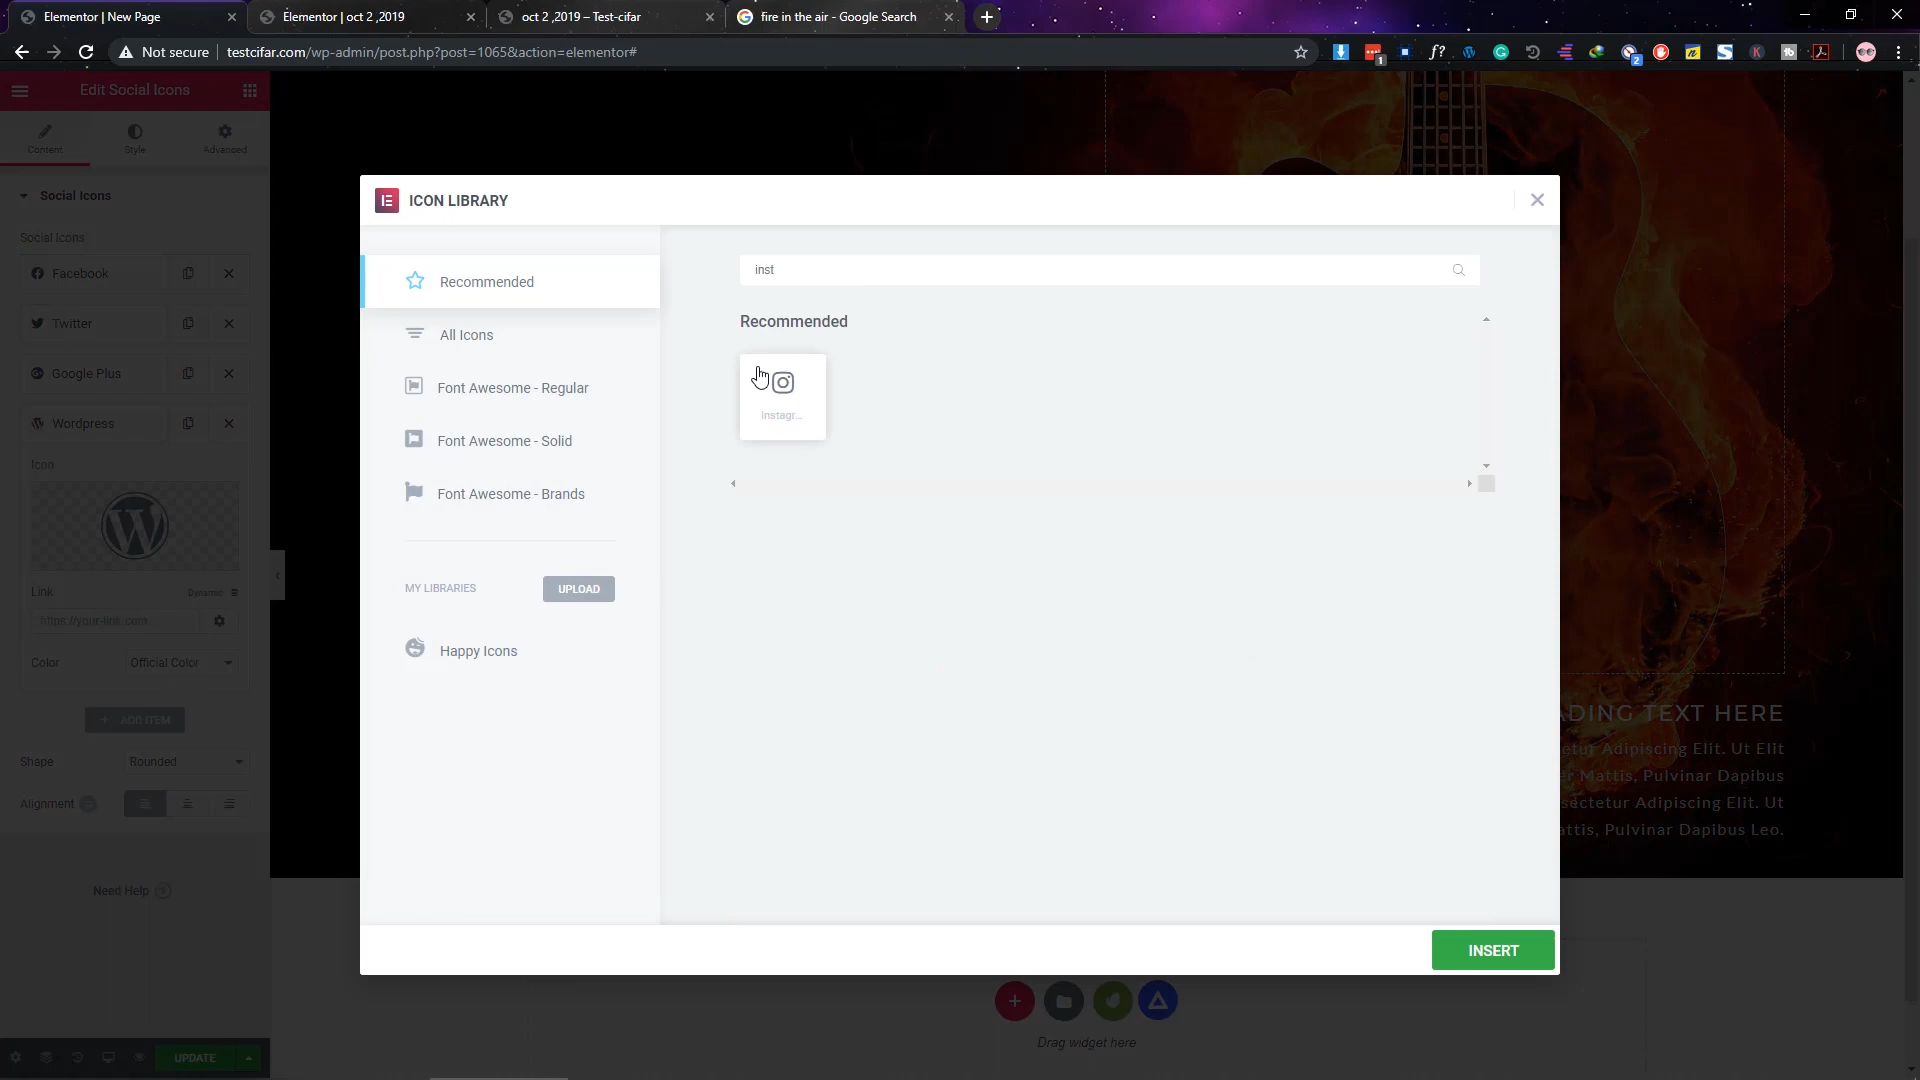 Elementor | New Page
Elementor | oct 2 ,2019
oct 2 ,2019 – Test-cifar
fire in the air - Google Search
Not secure
testcifar.com/wp-admin/post.php?post=1065&action=elementor#
Edit Social Icons
Content
Style
Advanced
Social Icons
Social Icons
Facebook
Twitter
Google Plus
Wordpress
Icon
Link
Dynamic
https://your-link.com
Color
Official Color
ADD ITEM
Shape
Rounded
Alignment
Need Help
UPDATE
ICON LIBRARY
Recommended
All Icons
Font Awesome - Regular
Font Awesome - Solid
Font Awesome - Brands
MY LIBRARIES
UPLOAD
Happy Icons
inst
Recommended
Instagr...
INSERT
ADING TEXT HERE
etur Adipiscing Elit. Ut Elit
er Mattis, Pulvinar Dapibus
sectetur Adipiscing Elit. Ut
attis, Pulvinar Dapibus Leo.
Drag widget here